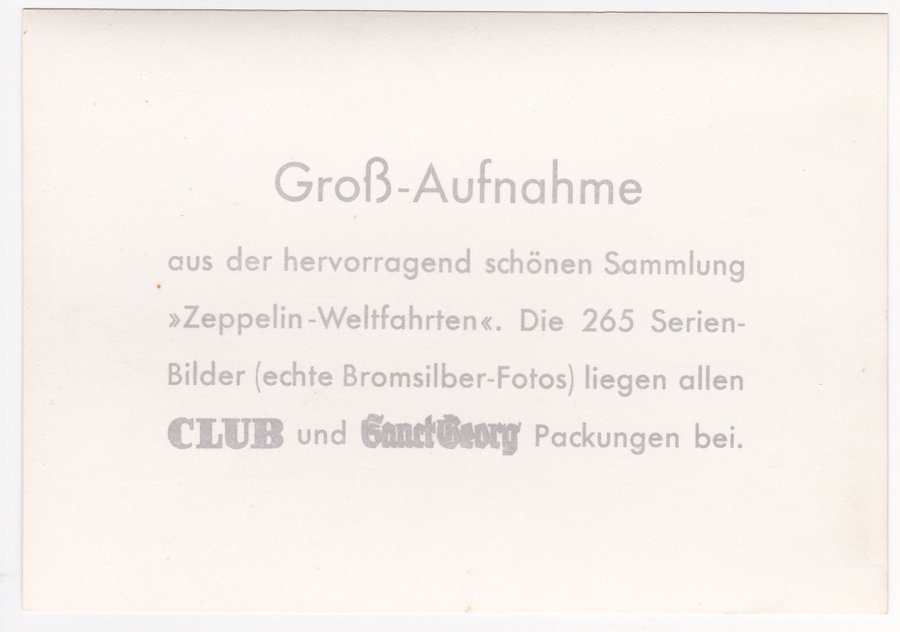 Groß-Aufnahme
aus der hervorragend schönen Sammlung
»Zeppelin-Weltfahrten«. Die 265 Serien-
Bilder (echte Bromsilber-Fotos) liegen allen
CLUB und Sanct Georg Packungen bei.